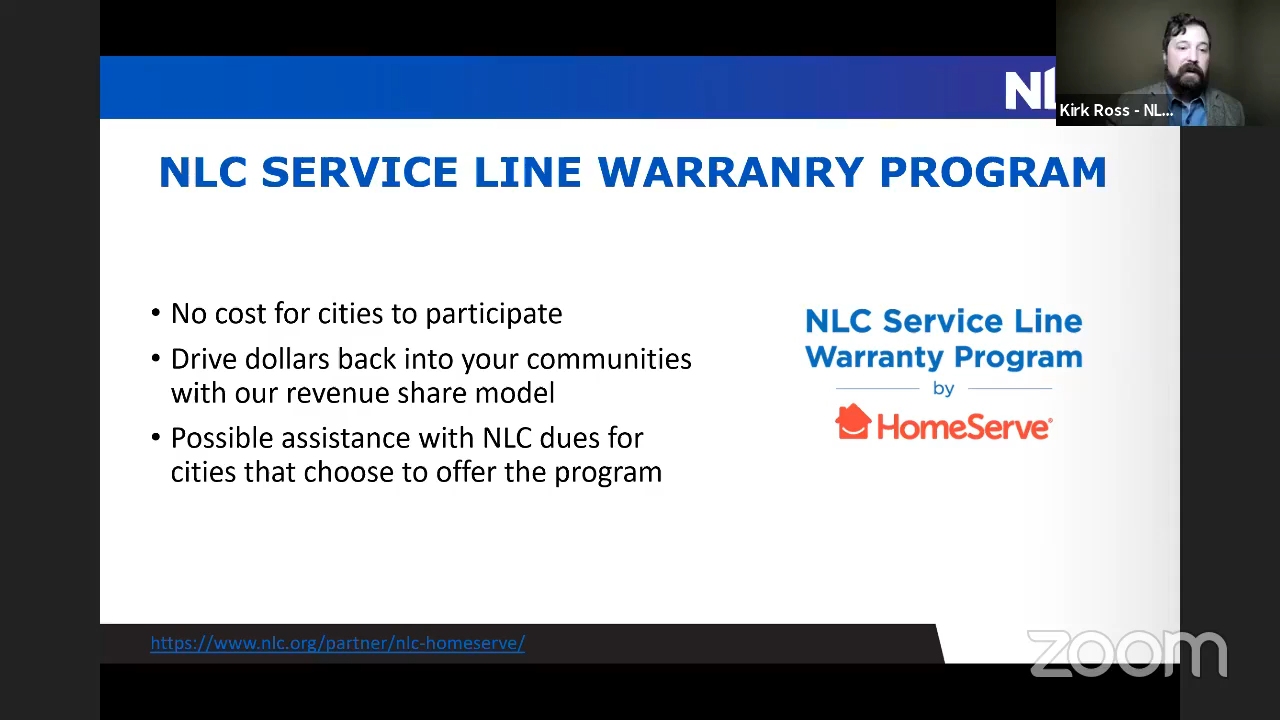 NL
Kirk Ross - NL...
NLC SERVICE LINE WARRANRY PROGRAM
• No cost for cities to participate
• Drive dollars back into your communities
with our revenue share model
• Possible assistance with NLC dues for
cities that choose to offer the program
NLC Service Line
Warranty Program
by
HomeServe®
https://www.nlc.org/partner/nlc-homeserve/
zoom